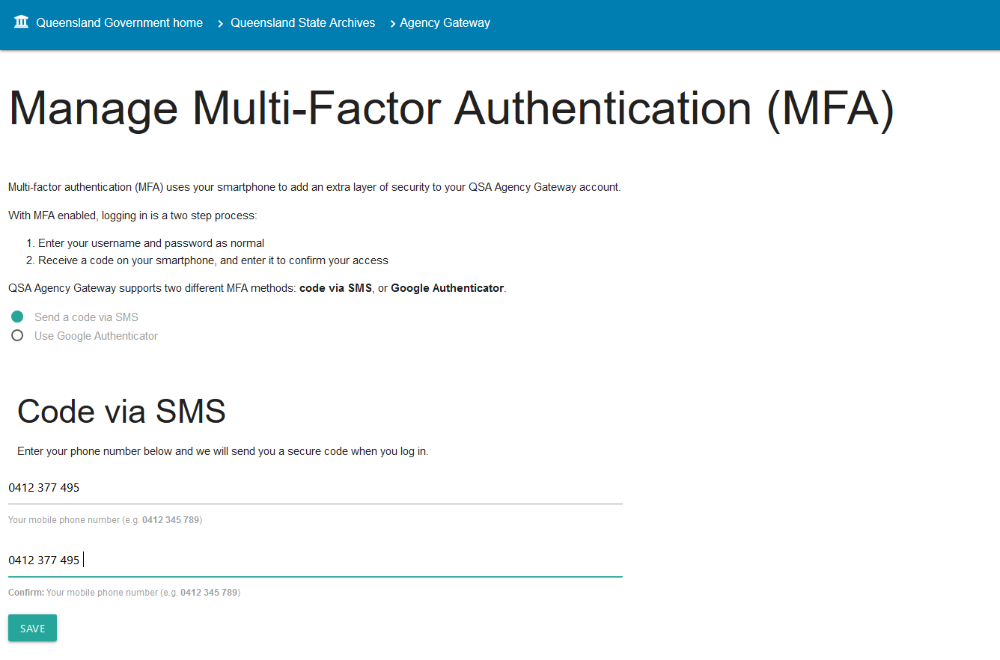 Queensland Government home > Queensland State Archives > Agency Gateway
Manage Multi-Factor Authentication (MFA)
Multi-factor authentication (MFA) uses your smartphone to add an extra layer of security to your QSA Agency Gateway account.
With MFA enabled, logging in is a two step process:
1. Enter your username and password as normal
2. Receive a code on your smartphone, and enter it to confirm your access
QSA Agency Gateway supports two different MFA methods: code via SMS, or Google Authenticator.
Send a code via SMS
Use Google Authenticator
Code via SMS
Enter your phone number below and we will send you a secure code when you log in.
0412 377 495
Your mobile phone number (e.g. 0412 345 789)
0412 377 495
Confirm: Your mobile phone number (e.g. 0412 345 789)
SAVE